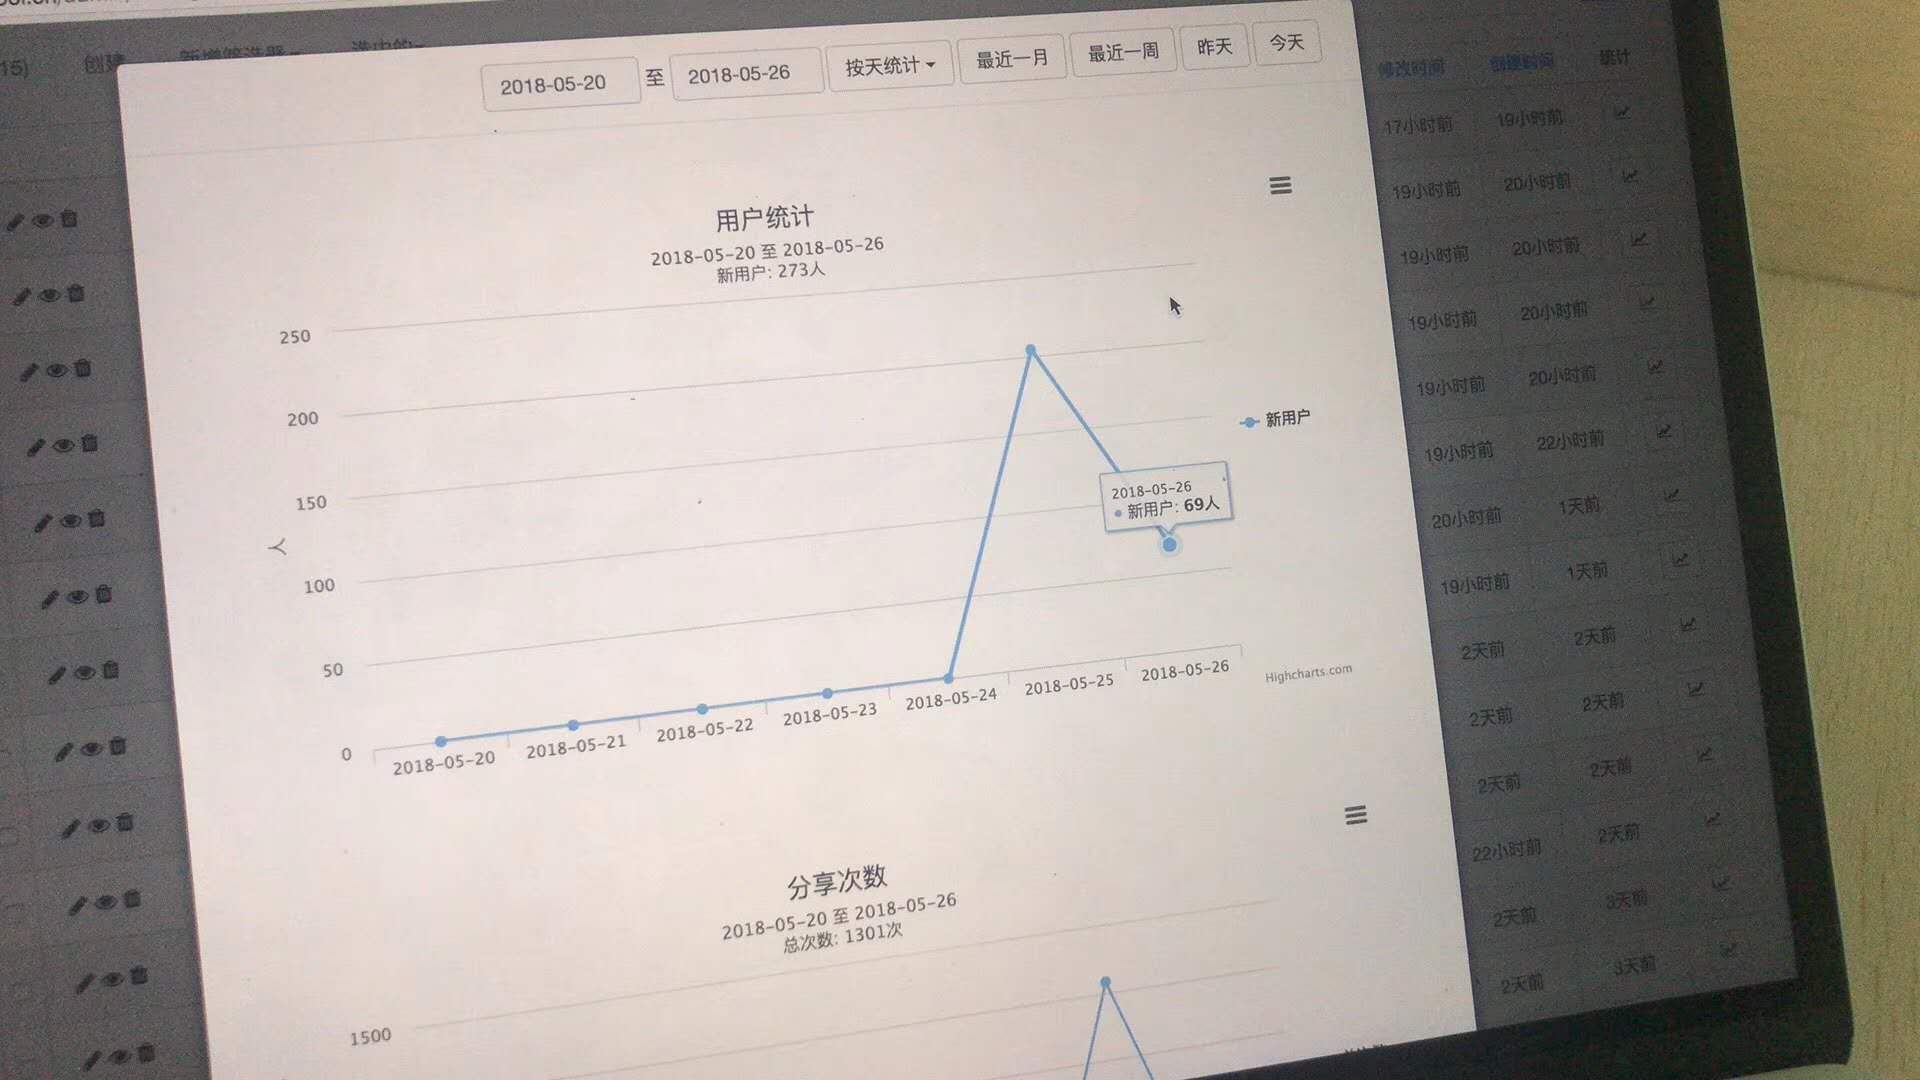 15)
创建
2018-05-20 至 2018-05-26 按天统计 最近一月 最近一周 昨天 今天
修改时间 创建时间 统计
用户统计
2018-05-20 至 2018-05-26
新用户: 273人
250
200
150
100
50
0
人
2018-05-26
新用户: 69人
新用户
2018-05-20 2018-05-21 2018-05-22 2018-05-23 2018-05-24 2018-05-25 2018-05-26
Highcharts.com
分享次数
2018-05-20 至 2018-05-26
总次数: 1301次
1500
17小时前 19小时前
19小时前 20小时前
19小时前 20小时前
19小时前 20小时前
19小时前 20小时前
19小时前 22小时前
20小时前 1天前
19小时前 1天前
2天前 2天前
2天前 2天前
2天前 2天前
22小时前 2天前
2天前 3天前
2天前 3天前